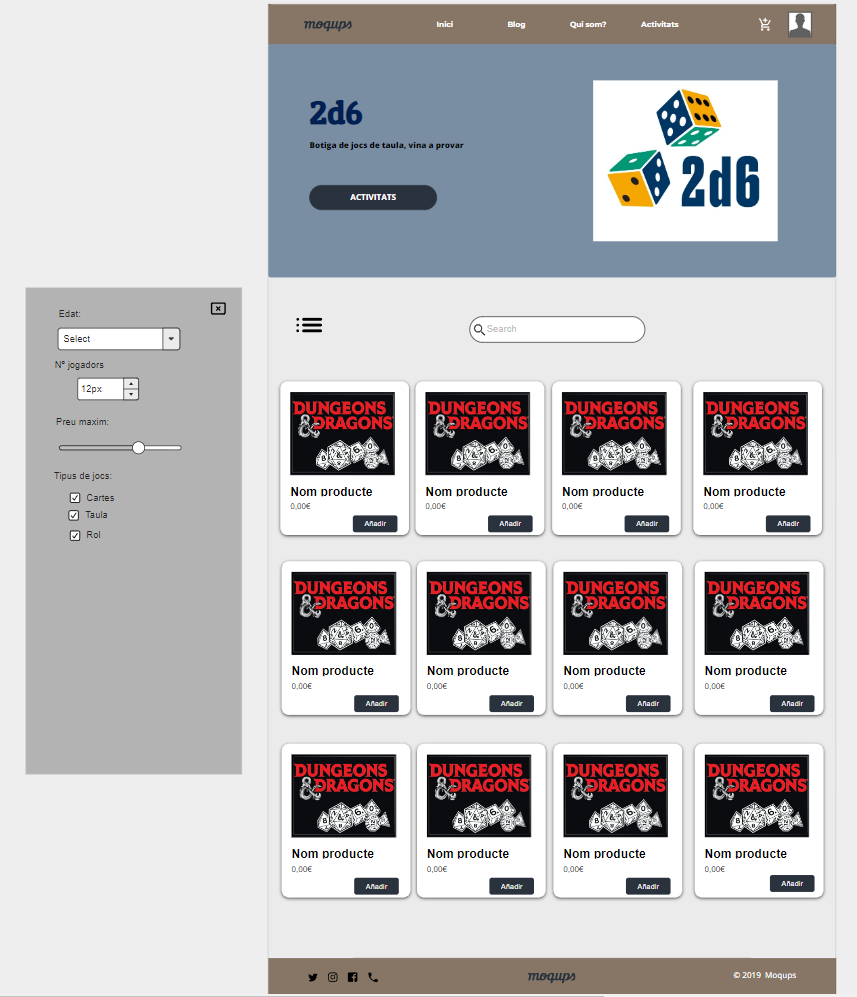 moqups
Inici
Blog
Qui som?
Activitats
2d6
Botiga de jocs de taula, vina a provar
ACTIVITATS
2d6
Edat:
Select
Nº jogadors
12px
Preu maxim:
Tipus de jocs:
Cartes
Taula
Rol
Search
DUNGEONS
& DRAGONS
Nom producte
0,00€
Añadir
DUNGEONS
& DRAGONS
Nom producte
0,00€
Añadir
DUNGEONS
& DRAGONS
Nom producte
0,00€
Añadir
DUNGEONS
& DRAGONS
Nom producte
0,00€
Añadir
DUNGEONS
& DRAGONS
Nom producte
0,00€
Añadir
DUNGEONS
& DRAGONS
Nom producte
0,00€
Añadir
DUNGEONS
& DRAGONS
Nom producte
0,00€
Añadir
DUNGEONS
& DRAGONS
Nom producte
0,00€
Añadir
DUNGEONS
& DRAGONS
Nom producte
0,00€
Añadir
DUNGEONS
& DRAGONS
Nom producte
0,00€
Añadir
DUNGEONS
& DRAGONS
Nom producte
0,00€
Añadir
DUNGEONS
& DRAGONS
Nom producte
0,00€
Añadir
moqups
© 2019 Moqups